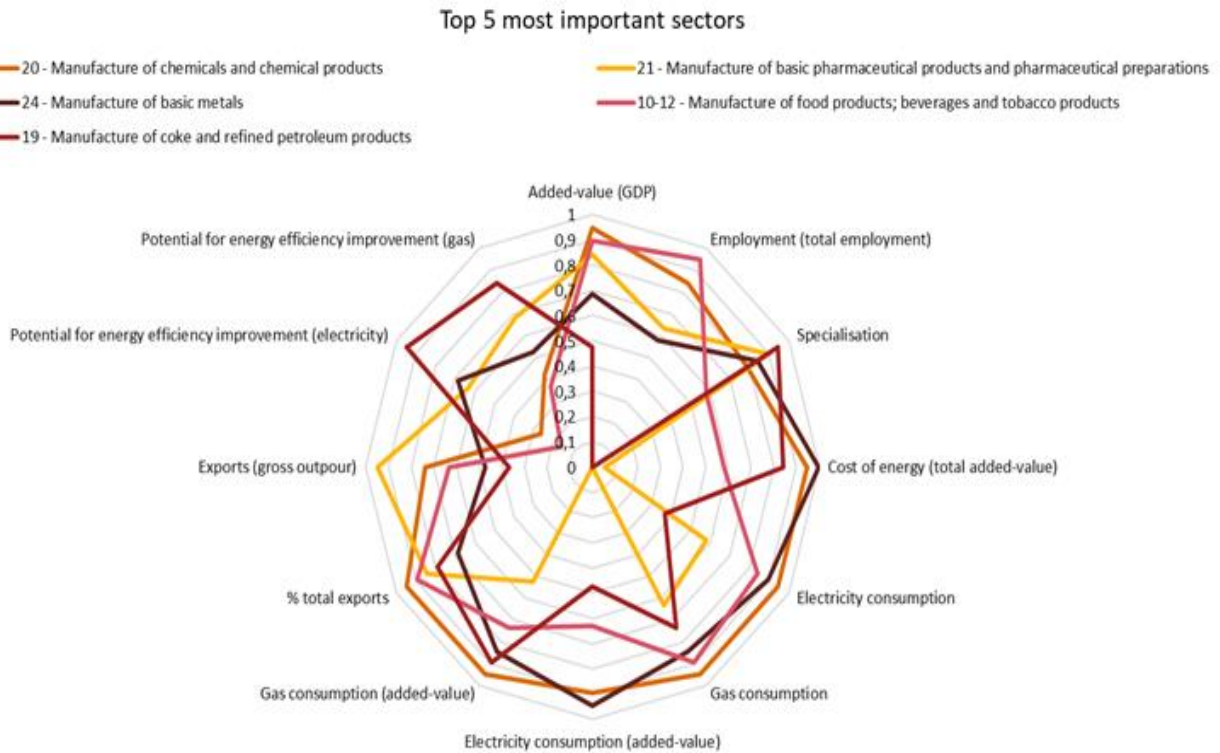 Top 5 most important sectors
20 - Manufacture of chemicals and chemical products
21 - Manufacture of basic pharmaceutical products and pharmaceutical preparations
24 - Manufacture of basic metals
10-12 - Manufacture of food products; beverages and tobacco products
19 - Manufacture of coke and refined petroleum products
Added-value (GDP)
1
Potential for energy efficiency improvement (gas)
Employment (total employment)
0,9
0,8
0,7
0,6
Potential for energy efficiency improvement (electricity)
Specialisation
0,5
0,4
0,3
0,2
0,1
Exports (gross outpour)
0
Cost of energy (total added-value)
% total exports
Electricity consumption
Gas consumption (added-value)
Gas consumption
Electricity consumption (added-value)